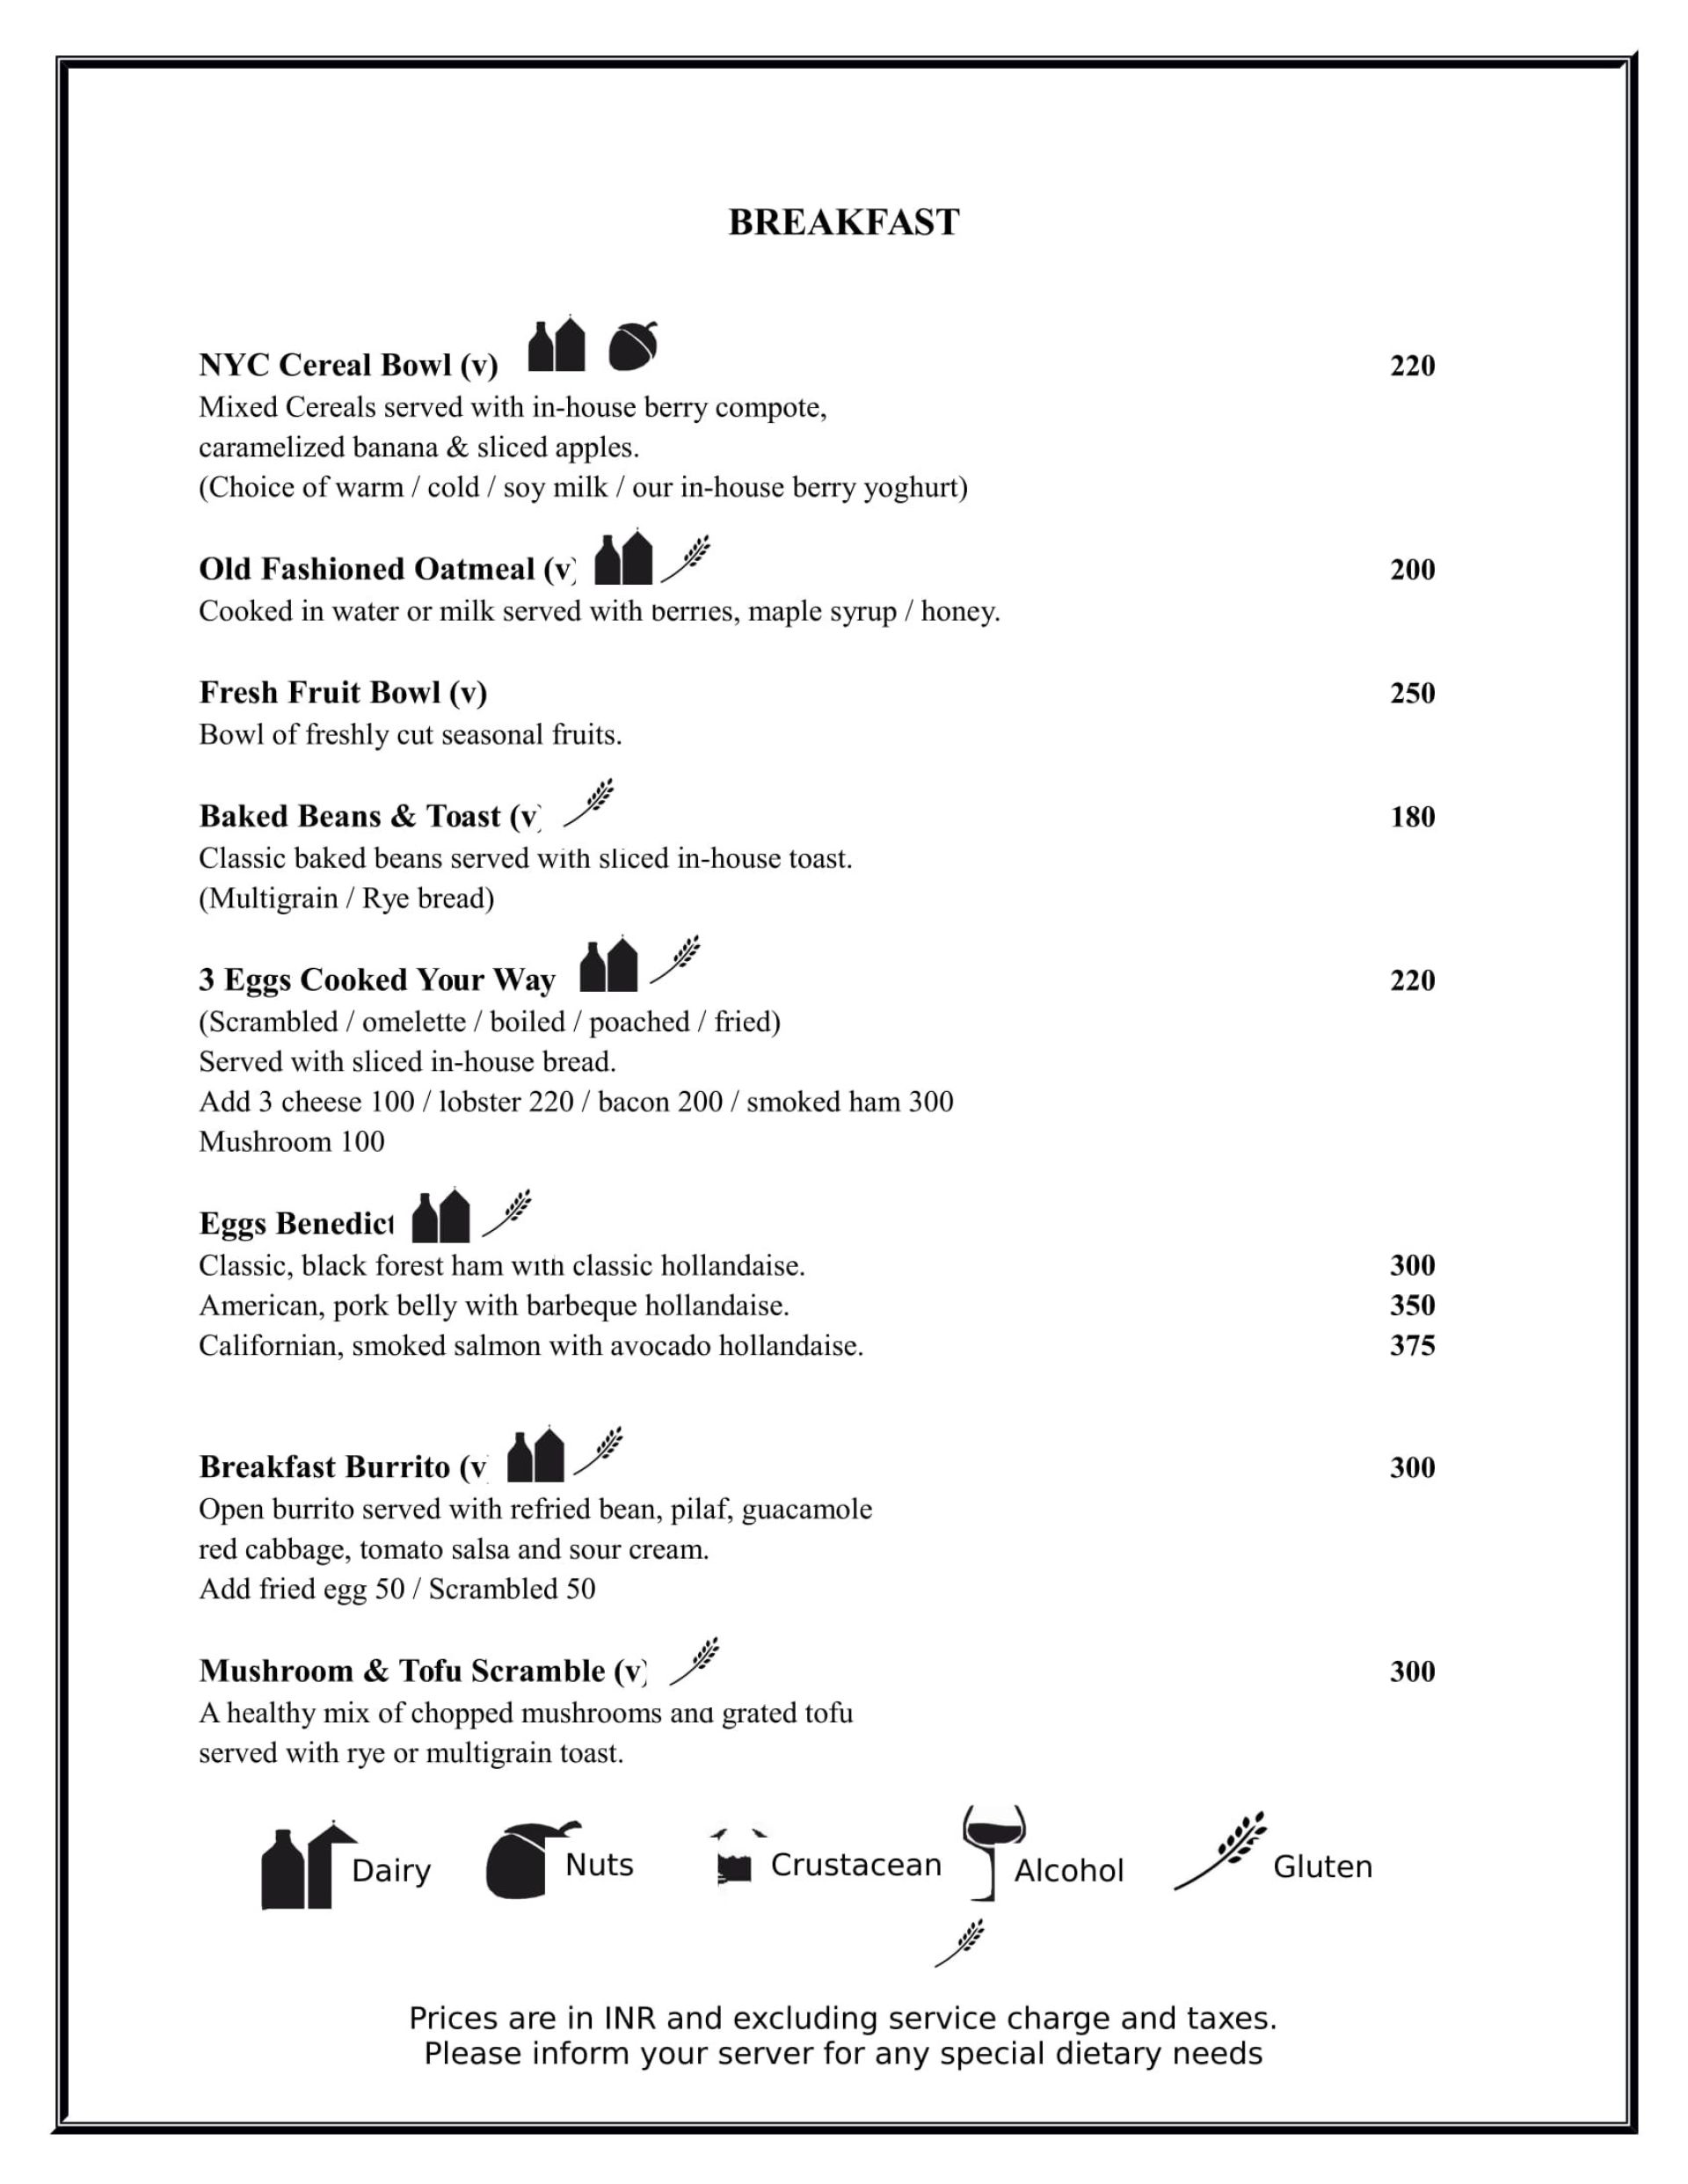 BREAKFAST
NYC Cereal Bowl (v) 220
Mixed Cereals served with in-house berry compote,
caramelized banana & sliced apples.
(Choice of warm / cold / soy milk / our in-house berry yoghurt)
Old Fashioned Oatmeal (v) 200
Cooked in water or milk served with berries, maple syrup / honey.
Fresh Fruit Bowl (v) 250
Bowl of freshly cut seasonal fruits.
Baked Beans & Toast (v) 180
Classic baked beans served with sliced in-house toast.
(Multigrain / Rye bread)
3 Eggs Cooked Your Way 220
(Scrambled / omelette / boiled / poached / fried)
Served with sliced in-house bread.
Add 3 cheese 100 / lobster 220 / bacon 200 / smoked ham 300
Mushroom 100
Eggs Benedict
Classic, black forest ham with classic hollandaise. 300
American, pork belly with barbeque hollandaise. 350
Californian, smoked salmon with avocado hollandaise. 375
Breakfast Burrito (v 300
Open burrito served with refried bean, pilaf, guacamole
red cabbage, tomato salsa and sour cream.
Add fried egg 50 / Scrambled 50
Mushroom & Tofu Scramble (v) 300
A healthy mix of chopped mushrooms and grated tofu
served with rye or multigrain toast.
Dairy Nuts Crustacean Alcohol Gluten
Prices are in INR and excluding service charge and taxes.
Please inform your server for any special dietary needs